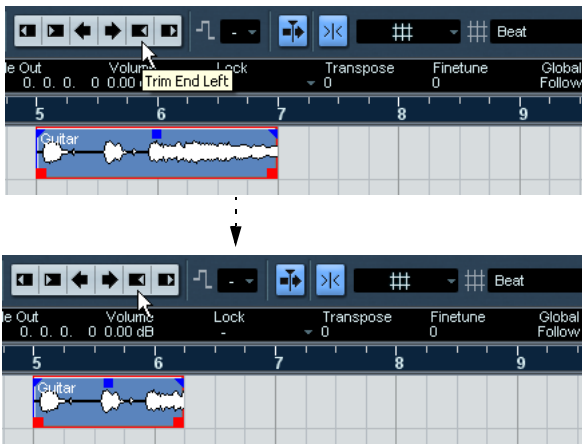 - Beat
le Out Volum Lock Transpose Finetune Global
0. 0. 0. 0 0.00 0 0 Follow
Trim End Left
5 6 7 8 9
Guitar
- Beat
le Out Volume Lock Transpose Finetune Global
0. 0. 0. 0 0.00 dB - 0 0 Follow
5 6 7 8 9
Guitar